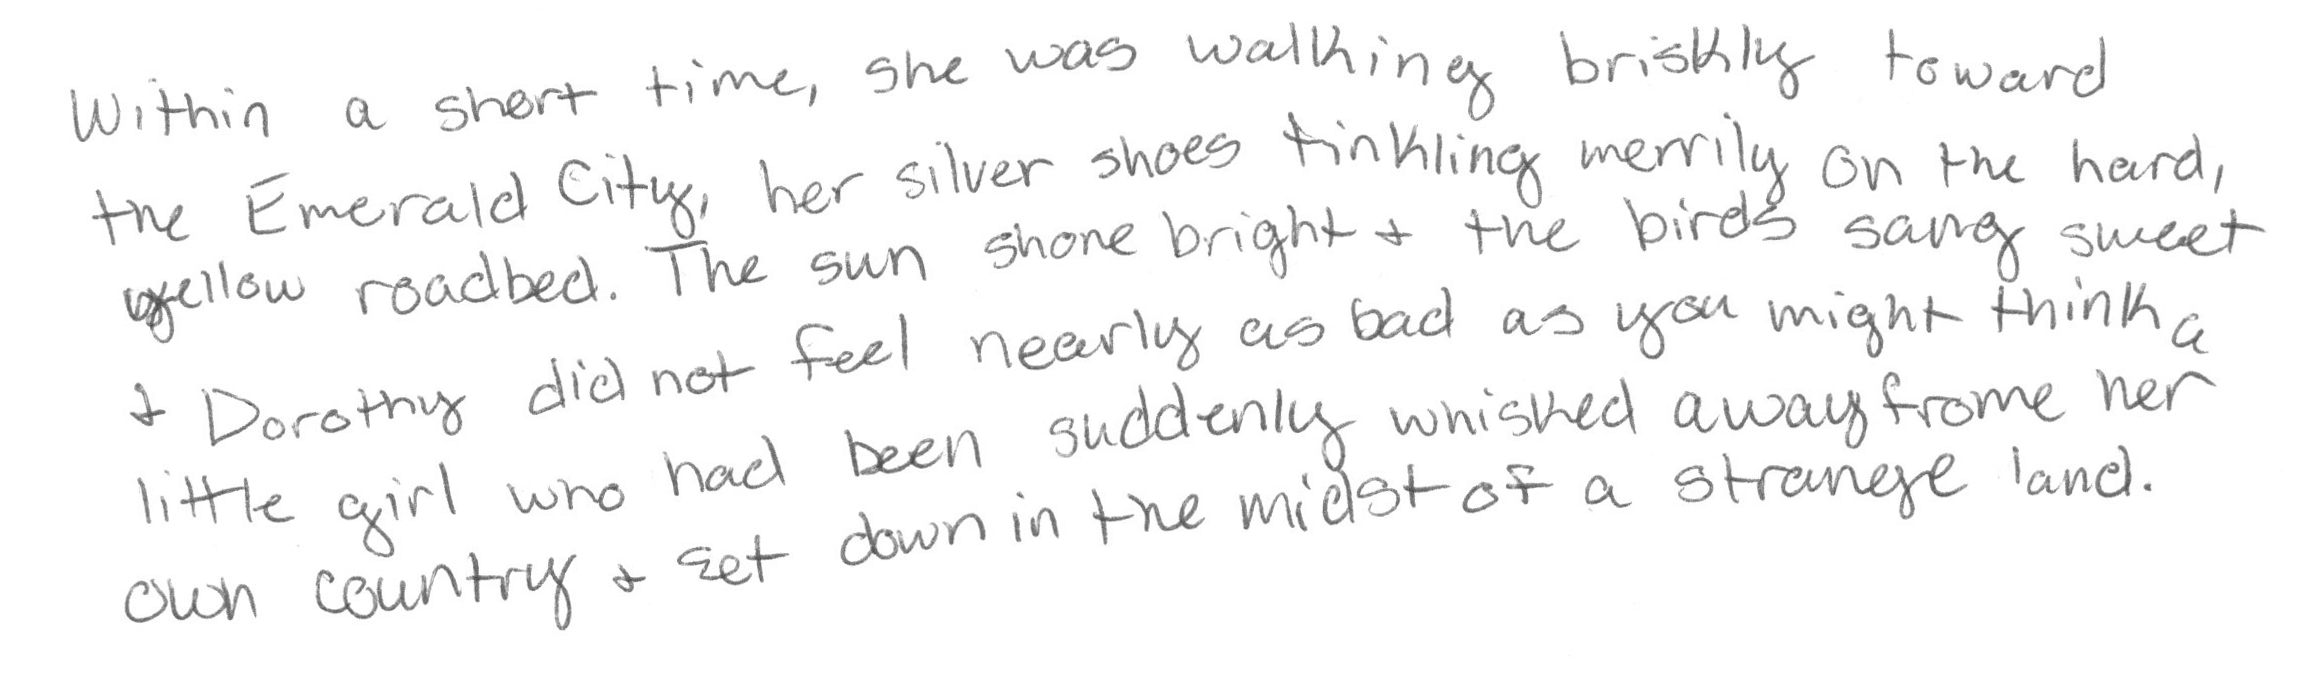 Within a short time, she was walking briskly toward
the Emerald City, her silver shoes tinkling merrily on the hard,
yellow roadbed. The sun shone bright & the birds sang sweet
& Dorothy did not feel nearly as bad as you might think a
little girl who had been suddenly whisked away frome her
own country & set down in the midst of a strange land.